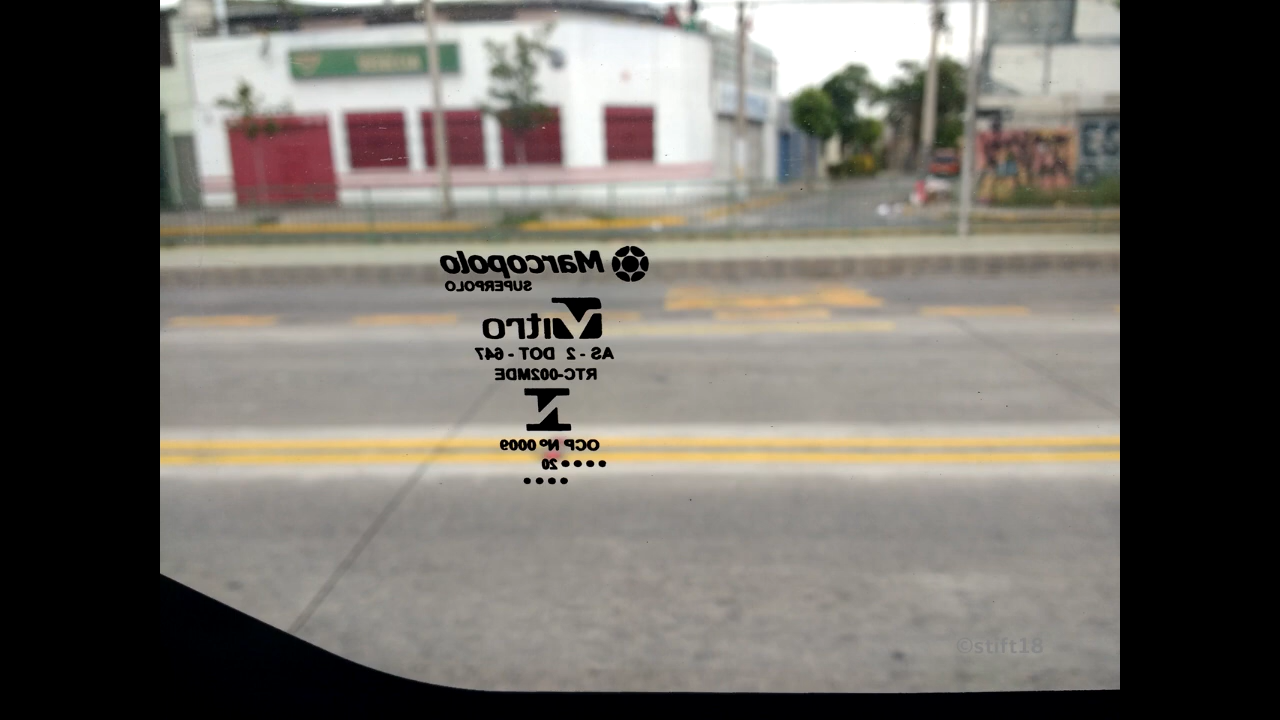 Marcopolo
SUPERPOLO
Vitro
AS - 2 DOT - 647
RTC-002MDE
OCP Nº 0009
20
©stift18